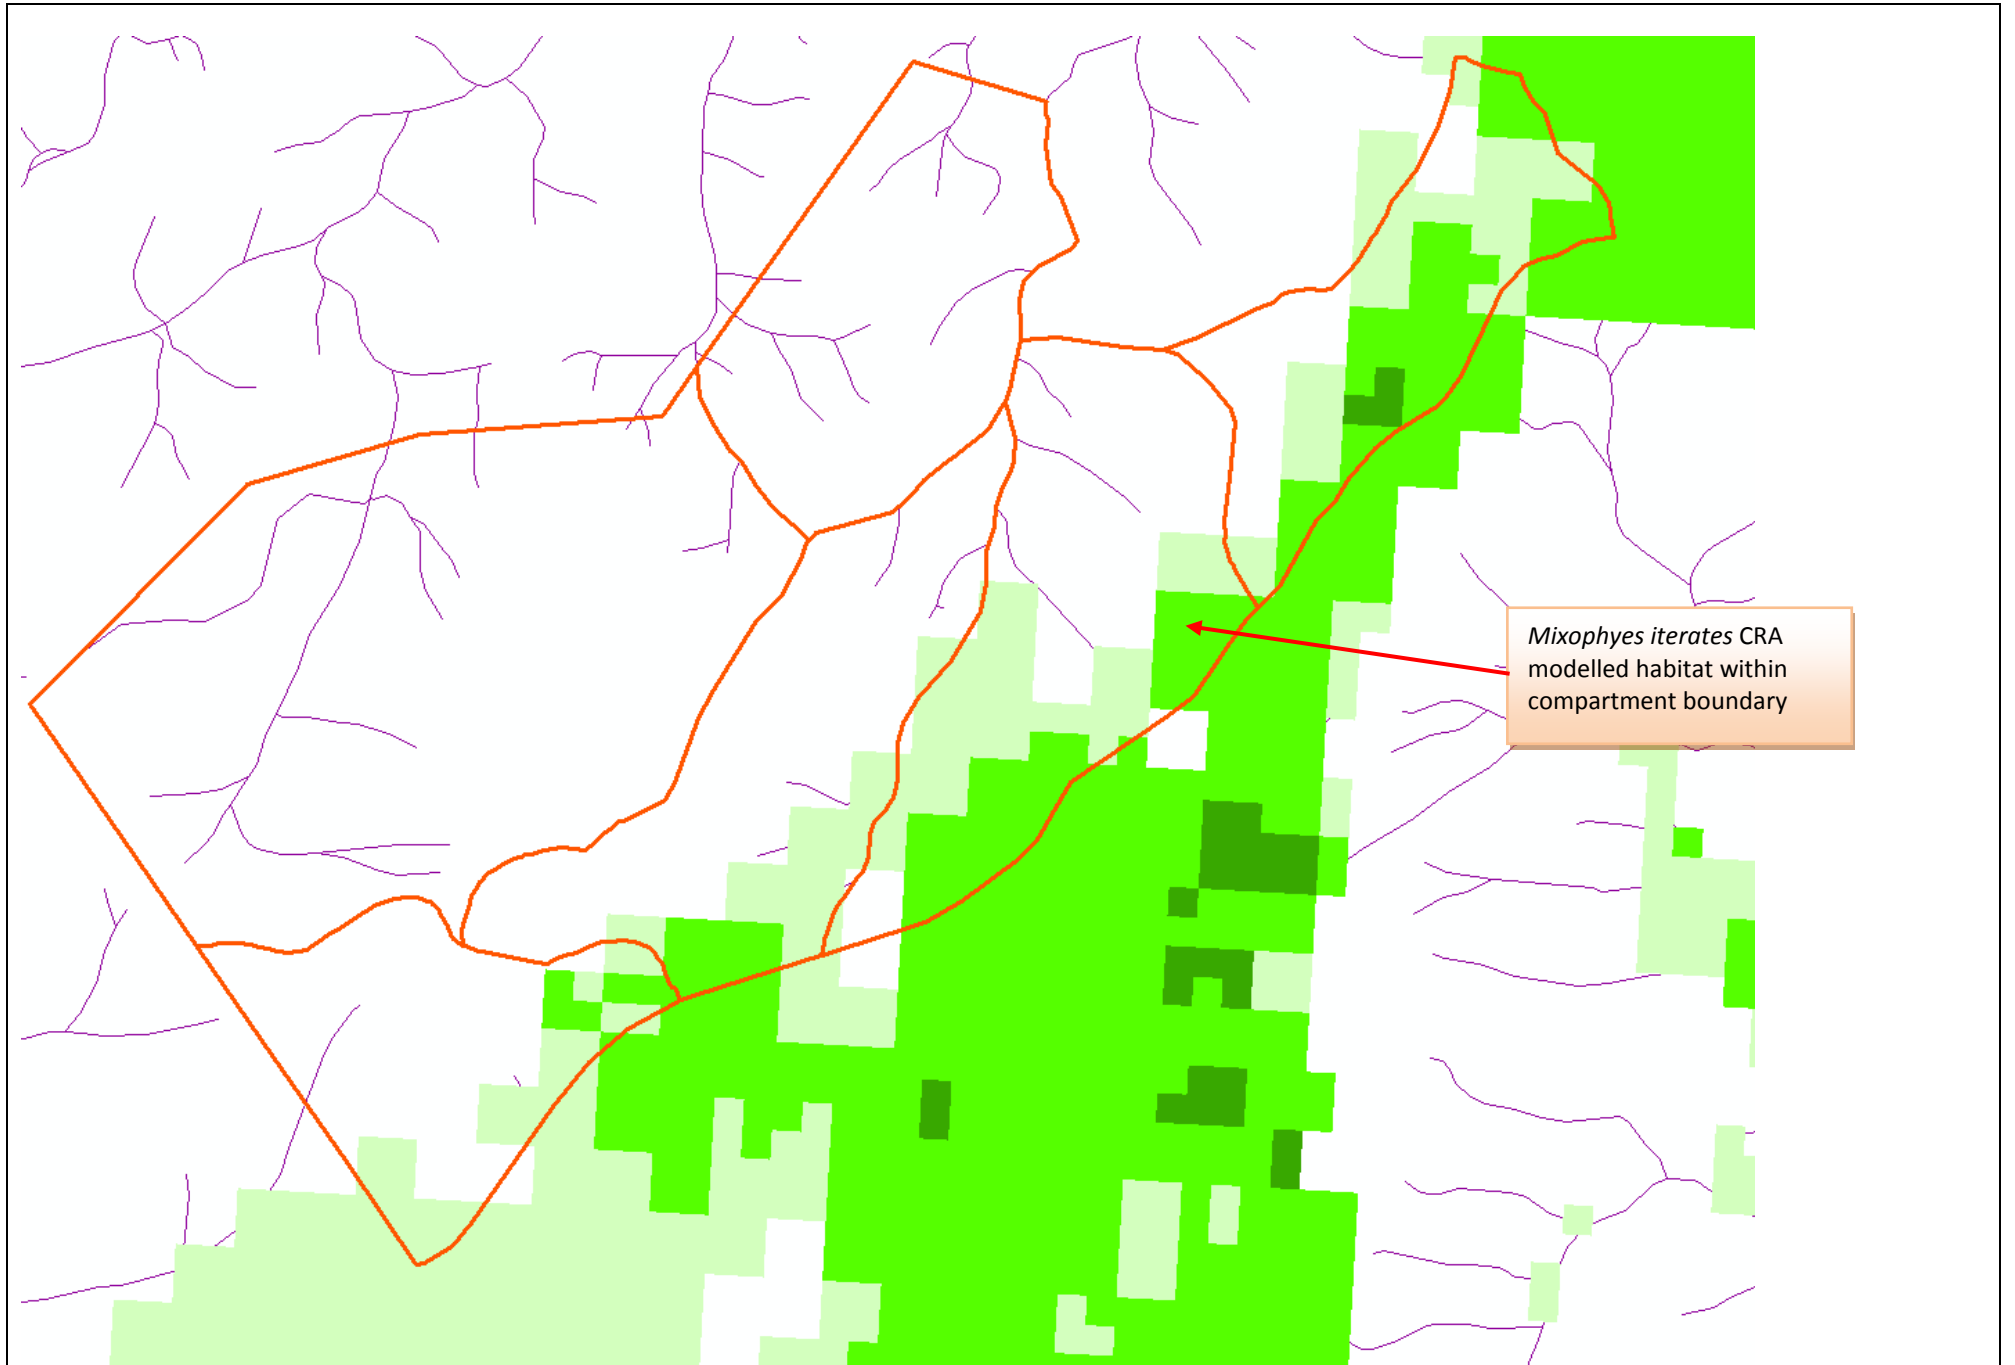 Mixophyes iterates CRA
modelled habitat within
compartment boundary